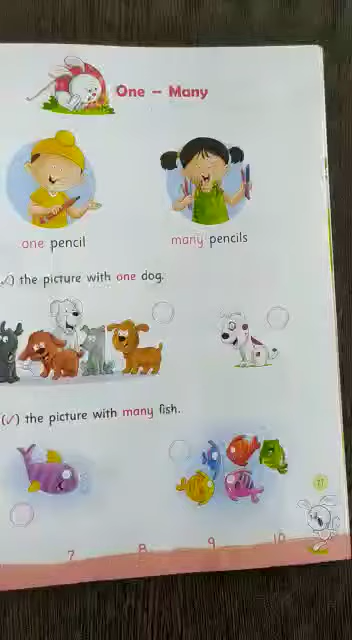 One – Many
one pencil
many pencils
(✓) the picture with one dog.
(✓) the picture with many fish.
7 8 9 10